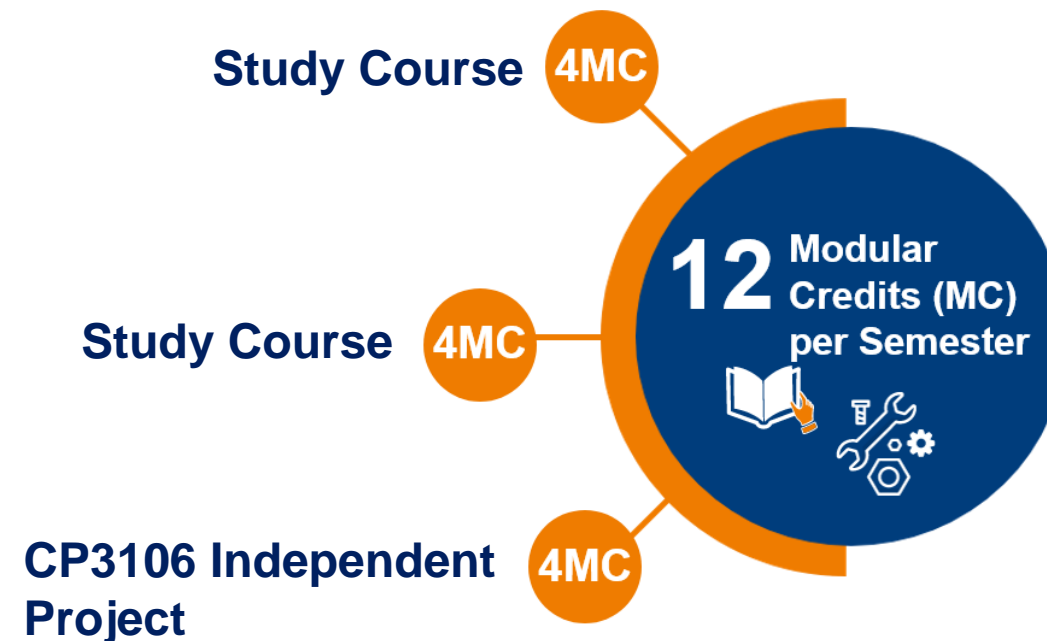 Study Course 4MC
12 Modular
Credits (MC)
per Semester
Study Course 4MC
CP3106 Independent
Project
4MC